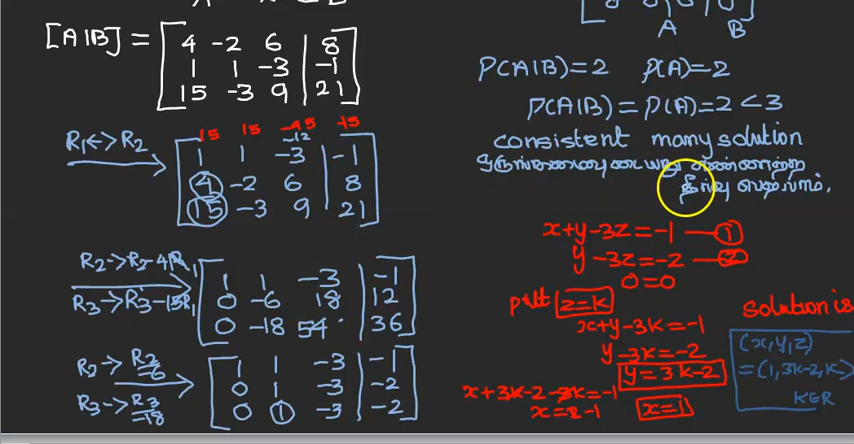 [A|B] = [4 -2 6 | 8
1 1 -3 | -1
15 -3 9 | 21]
15 15 -45 -15
-12
R₁<->R₂ [1 1 -3 | -1
4 -2 6 | 8
15 -3 9 | 21]
R₂->R₂-4R₁
R₃->R₃-15R₁
[1 1 -3 | -1
0 -6 18 | 12
0 -18 54 | 36]
R₂->R₂/-6
R₃->R₃/-18
[1 1 -3 | -1
0 1 -3 | -2
0 1 -3 | -2]
A B
ρ(A|B)=2 ρ(A)=2
ρ(A|B)=ρ(A)=2<3
consistent many solution
x+y-3z=-1 —①
y-3z=-2 —②
0=0
put z=k
x+y-3k=-1
y-3k=-2
y=3k-2
x+3k-2-3k=-1
x=2-1
x=1
solution is
(x,y,z)
=(1,3k-2,k)
k∈R